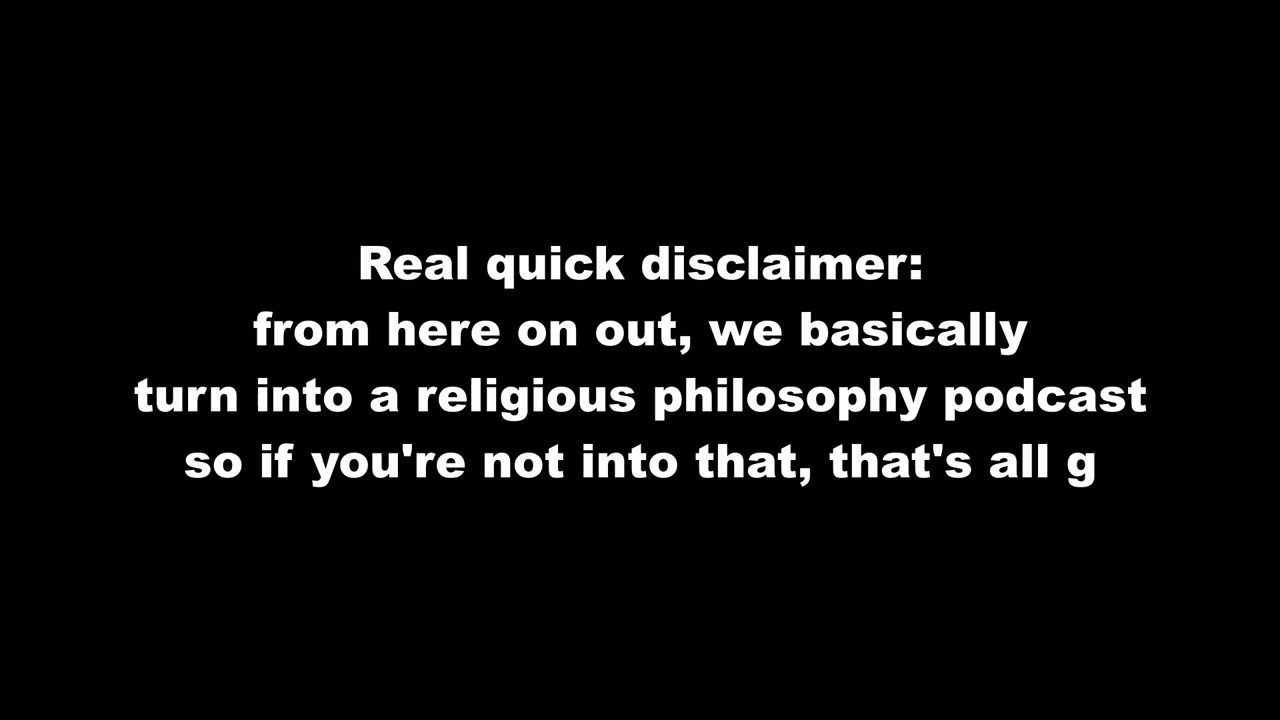 Real quick disclaimer:
from here on out, we basically
turn into a religious philosophy podcast
so if you're not into that, that's all g